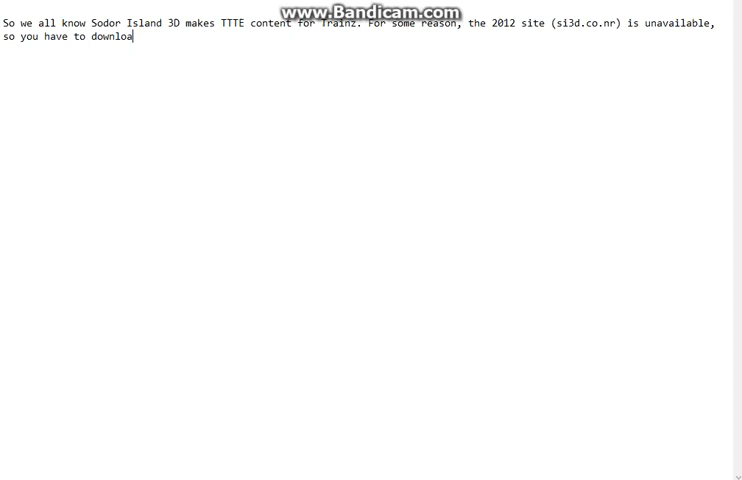 www.Bandicam.com
So we all know Sodor Island 3D makes TTTE content for Trainz. For some reason, the 2012 site (si3d.co.nr) is unavailable,
so you have to downloa